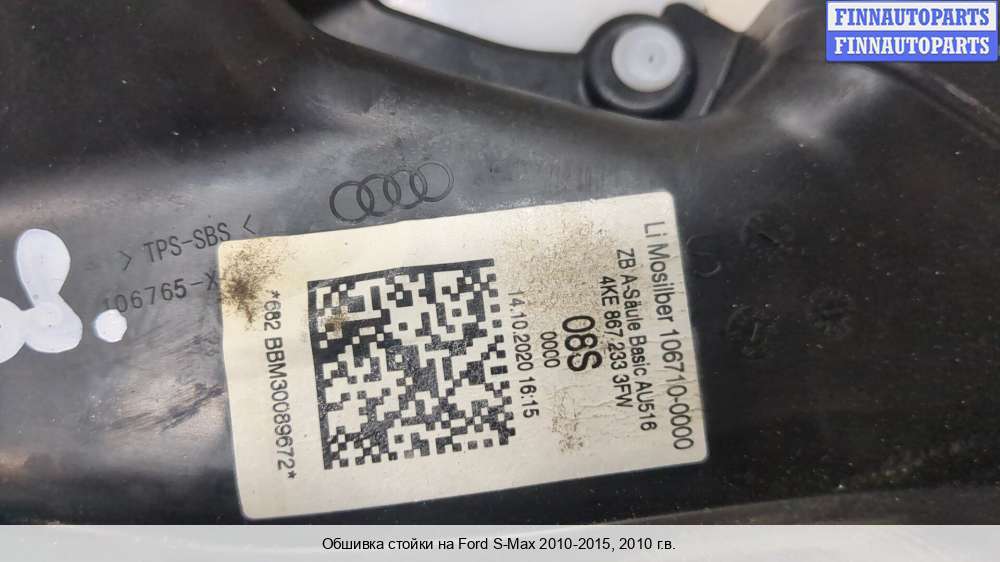 FINNAUTOPARTS
FINNAUTOPARTS
> TPS-SBS <
106765-X
Li Mosilber 106710-0000
ZB A-Säule Basic AU516
4KE 867 233 3FW
08S
0000
14.10.2020 16:15
*682 BBM30089672*
Обшивка стойки на Ford S-Max 2010-2015, 2010 г.в.